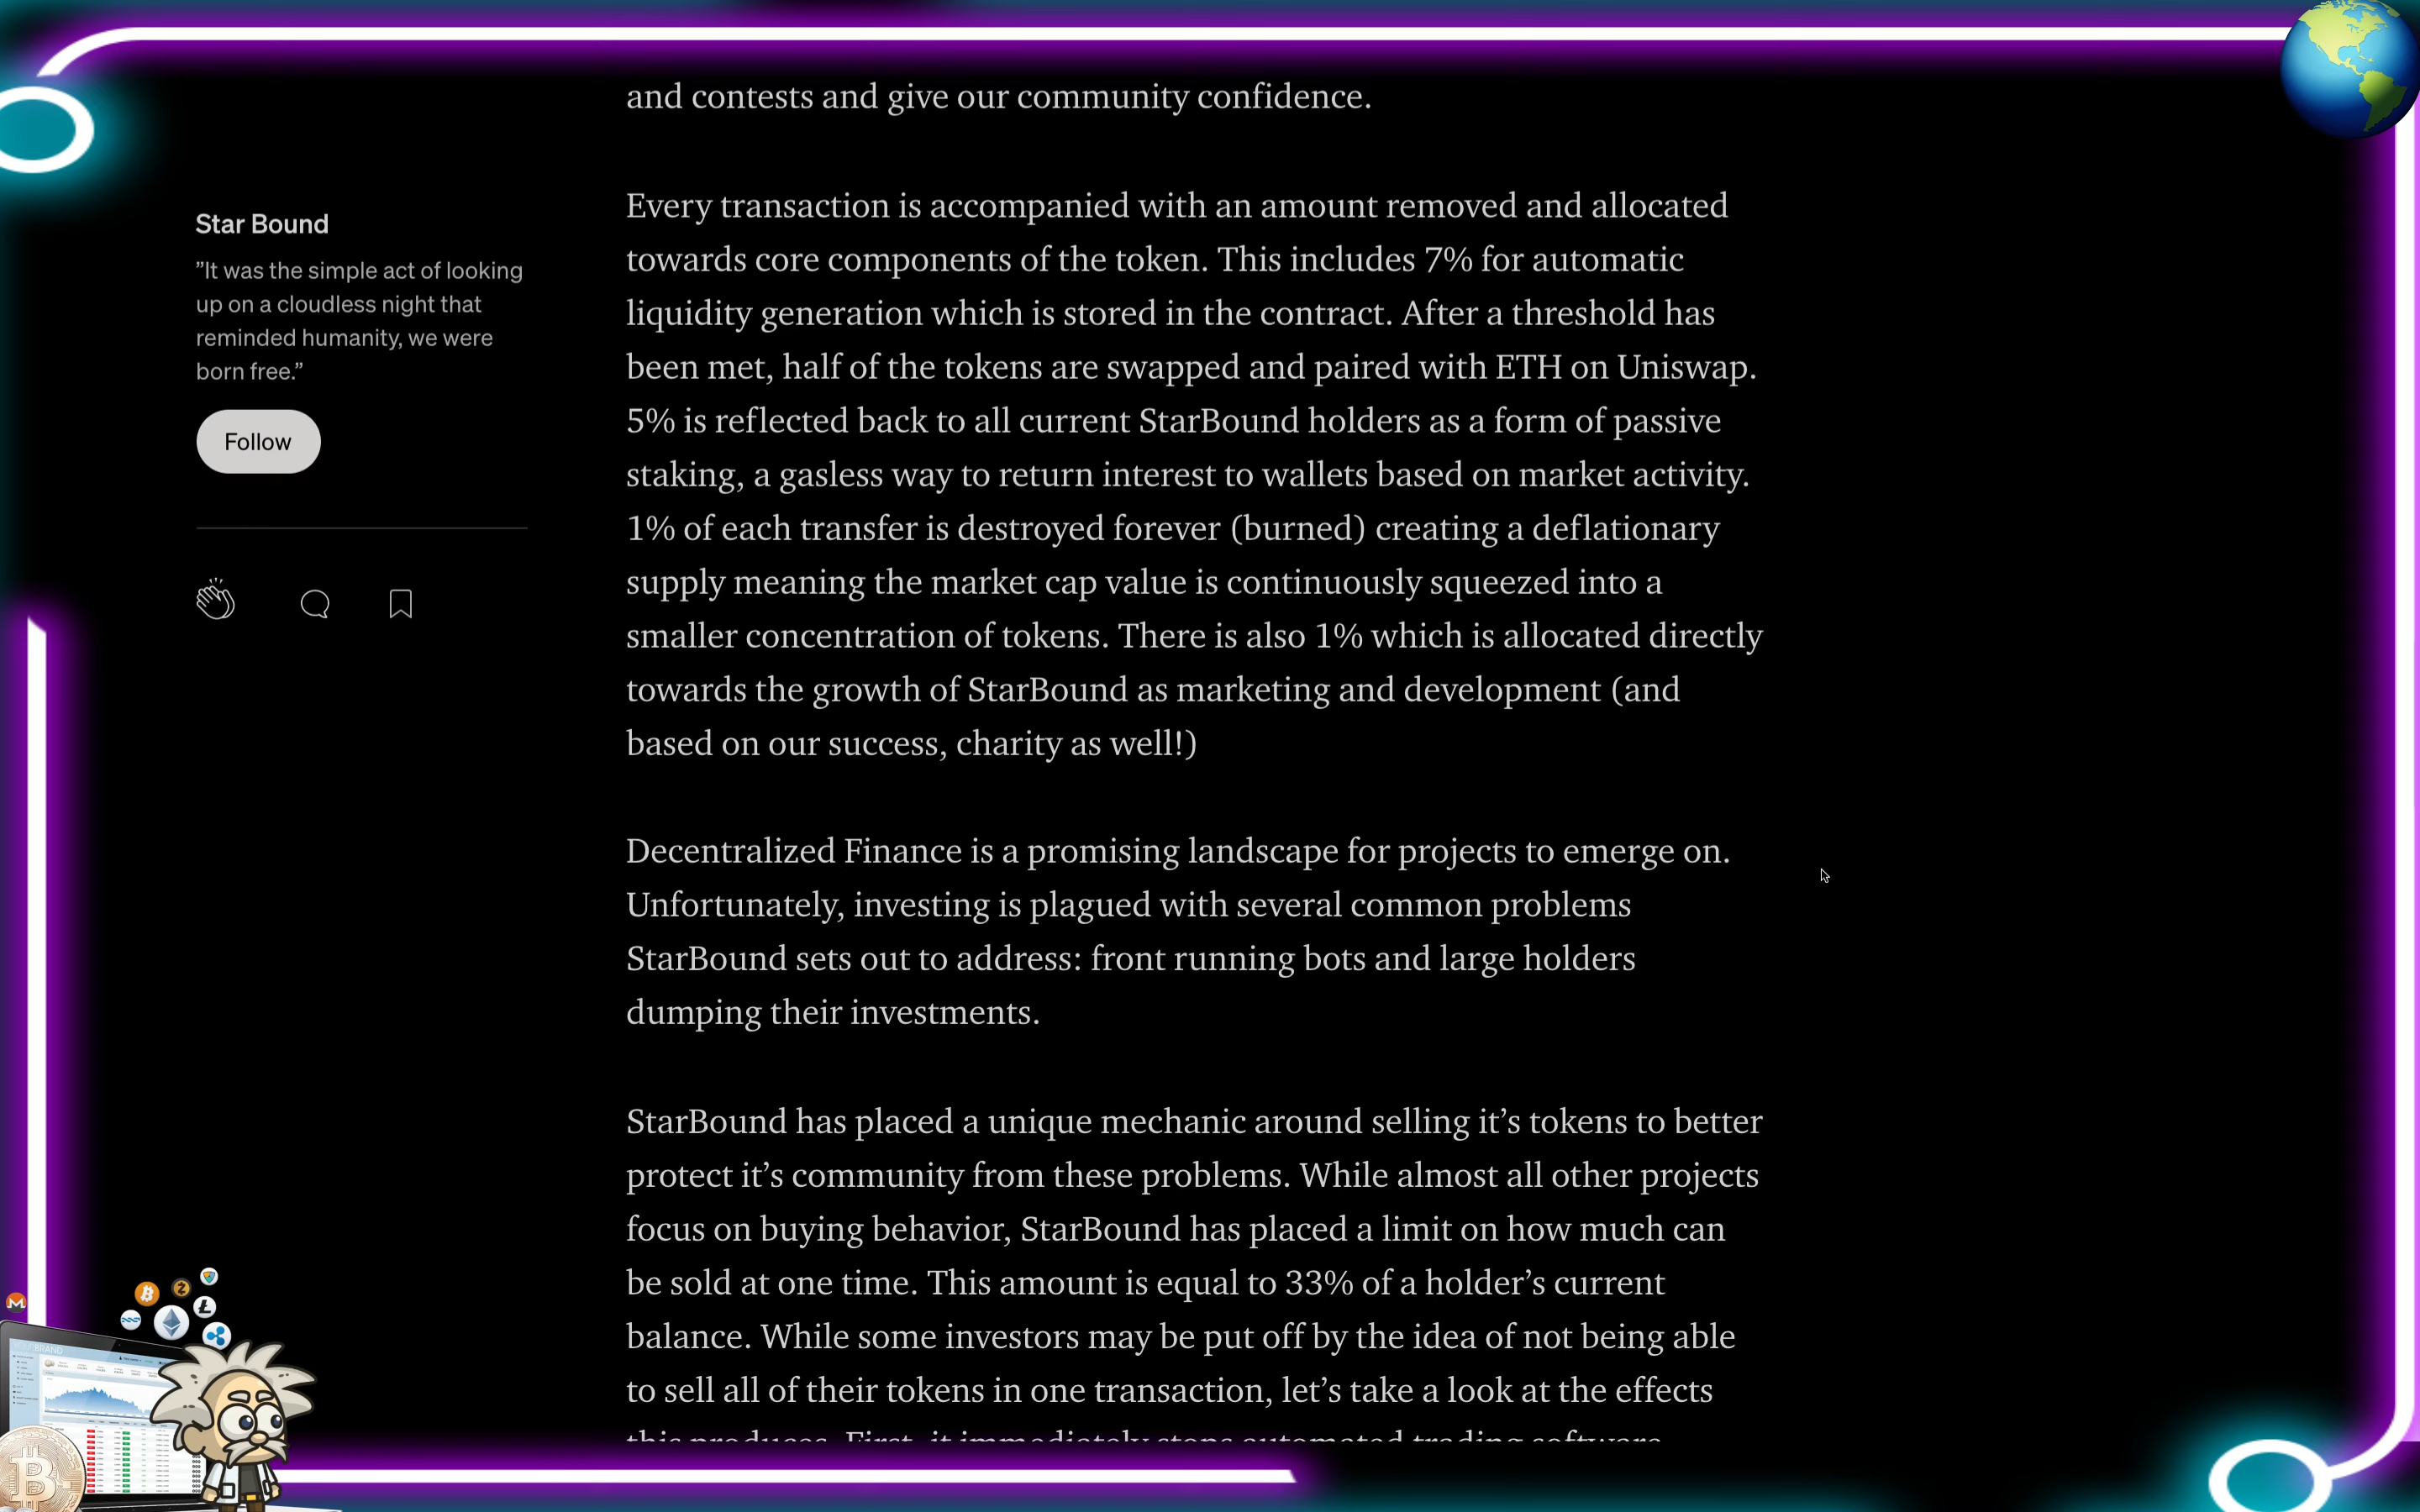 and contests and give our community confidence.
Star Bound
”It was the simple act of looking
up on a cloudless night that
reminded humanity, we were
born free.”
Follow
Every transaction is accompanied with an amount removed and allocated
towards core components of the token. This includes 7% for automatic
liquidity generation which is stored in the contract. After a threshold has
been met, half of the tokens are swapped and paired with ETH on Uniswap.
5% is reflected back to all current StarBound holders as a form of passive
staking, a gasless way to return interest to wallets based on market activity.
1% of each transfer is destroyed forever (burned) creating a deflationary
supply meaning the market cap value is continuously squeezed into a
smaller concentration of tokens. There is also 1% which is allocated directly
towards the growth of StarBound as marketing and development (and
based on our success, charity as well!)
Decentralized Finance is a promising landscape for projects to emerge on.
Unfortunately, investing is plagued with several common problems
StarBound sets out to address: front running bots and large holders
dumping their investments.
StarBound has placed a unique mechanic around selling it’s tokens to better
protect it’s community from these problems. While almost all other projects
focus on buying behavior, StarBound has placed a limit on how much can
be sold at one time. This amount is equal to 33% of a holder’s current
balance. While some investors may be put off by the idea of not being able
to sell all of their tokens in one transaction, let’s take a look at the effects
this produces. First, it immediately stops automated trading software